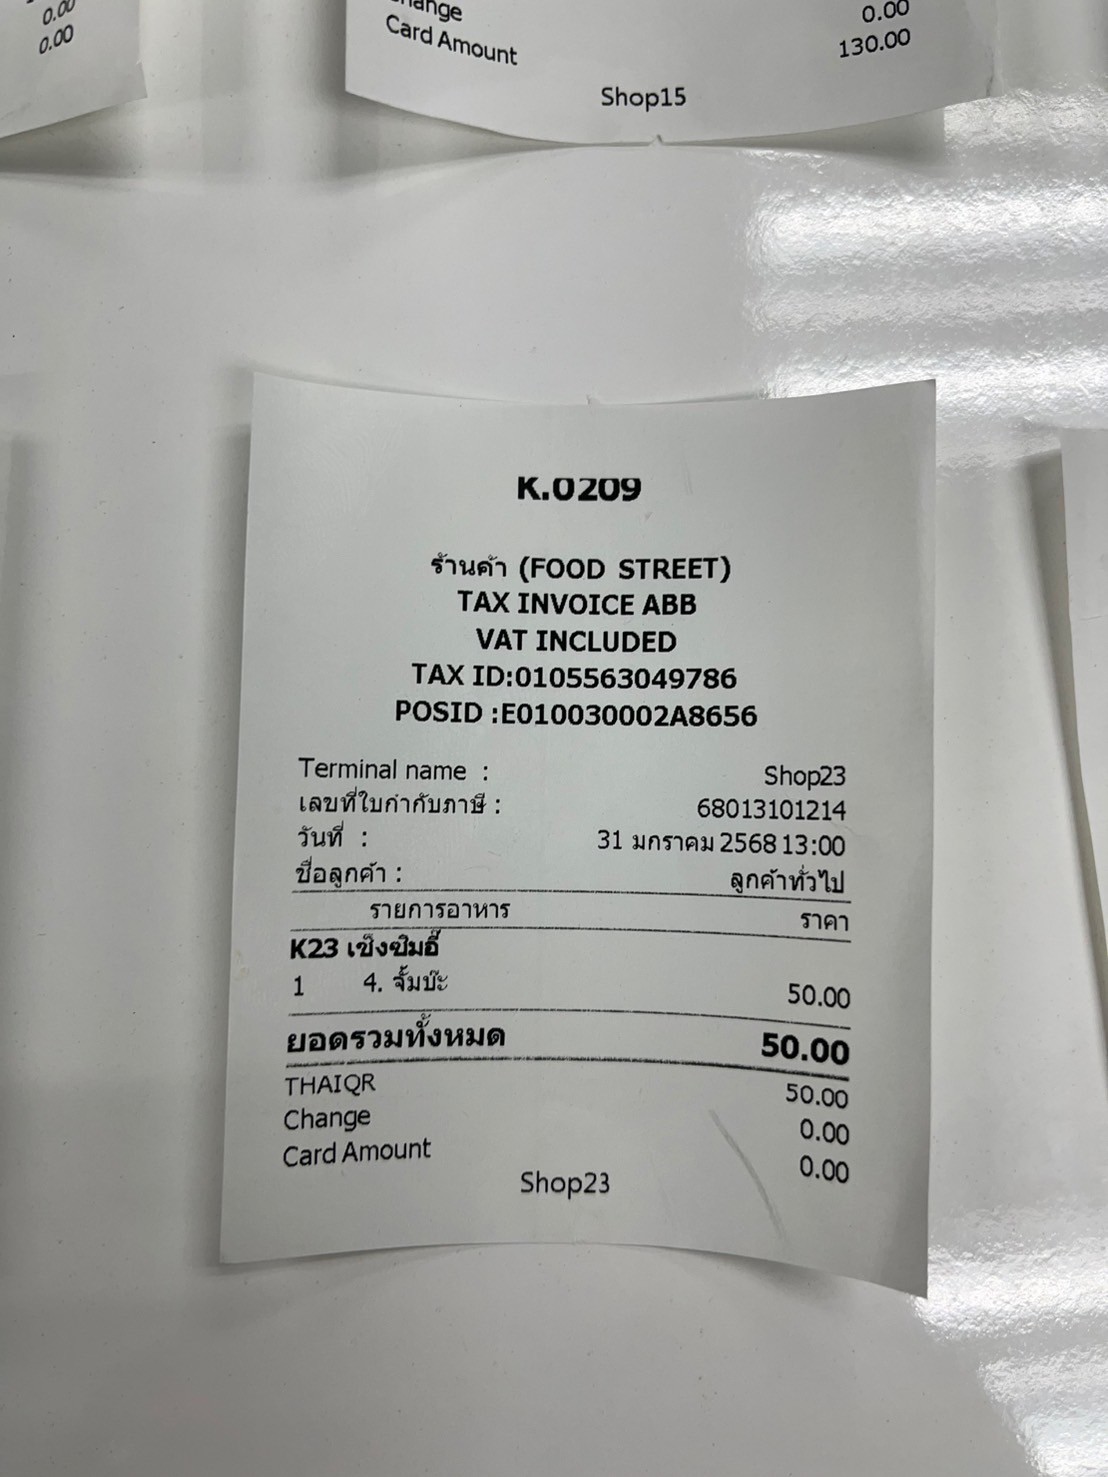 0.00
0.00
Change 0.00
Card Amount 130.00
Shop15
K.0209
ร้านค้า (FOOD STREET)
TAX INVOICE ABB
VAT INCLUDED
TAX ID:0105563049786
POSID :E010030002A8656
Terminal name : Shop23
เลขที่ใบกำกับภาษี : 68013101214
วันที่ : 31 มกราคม 2568 13:00
ชื่อลูกค้า : ลูกค้าทั่วไป
รายการอาหาร ราคา
K23 เซ็งซิมอี๊
1 4. จั๊มบ๊ะ 50.00
ยอดรวมทั้งหมด 50.00
THAIQR 50.00
Change 0.00
Card Amount 0.00
Shop23